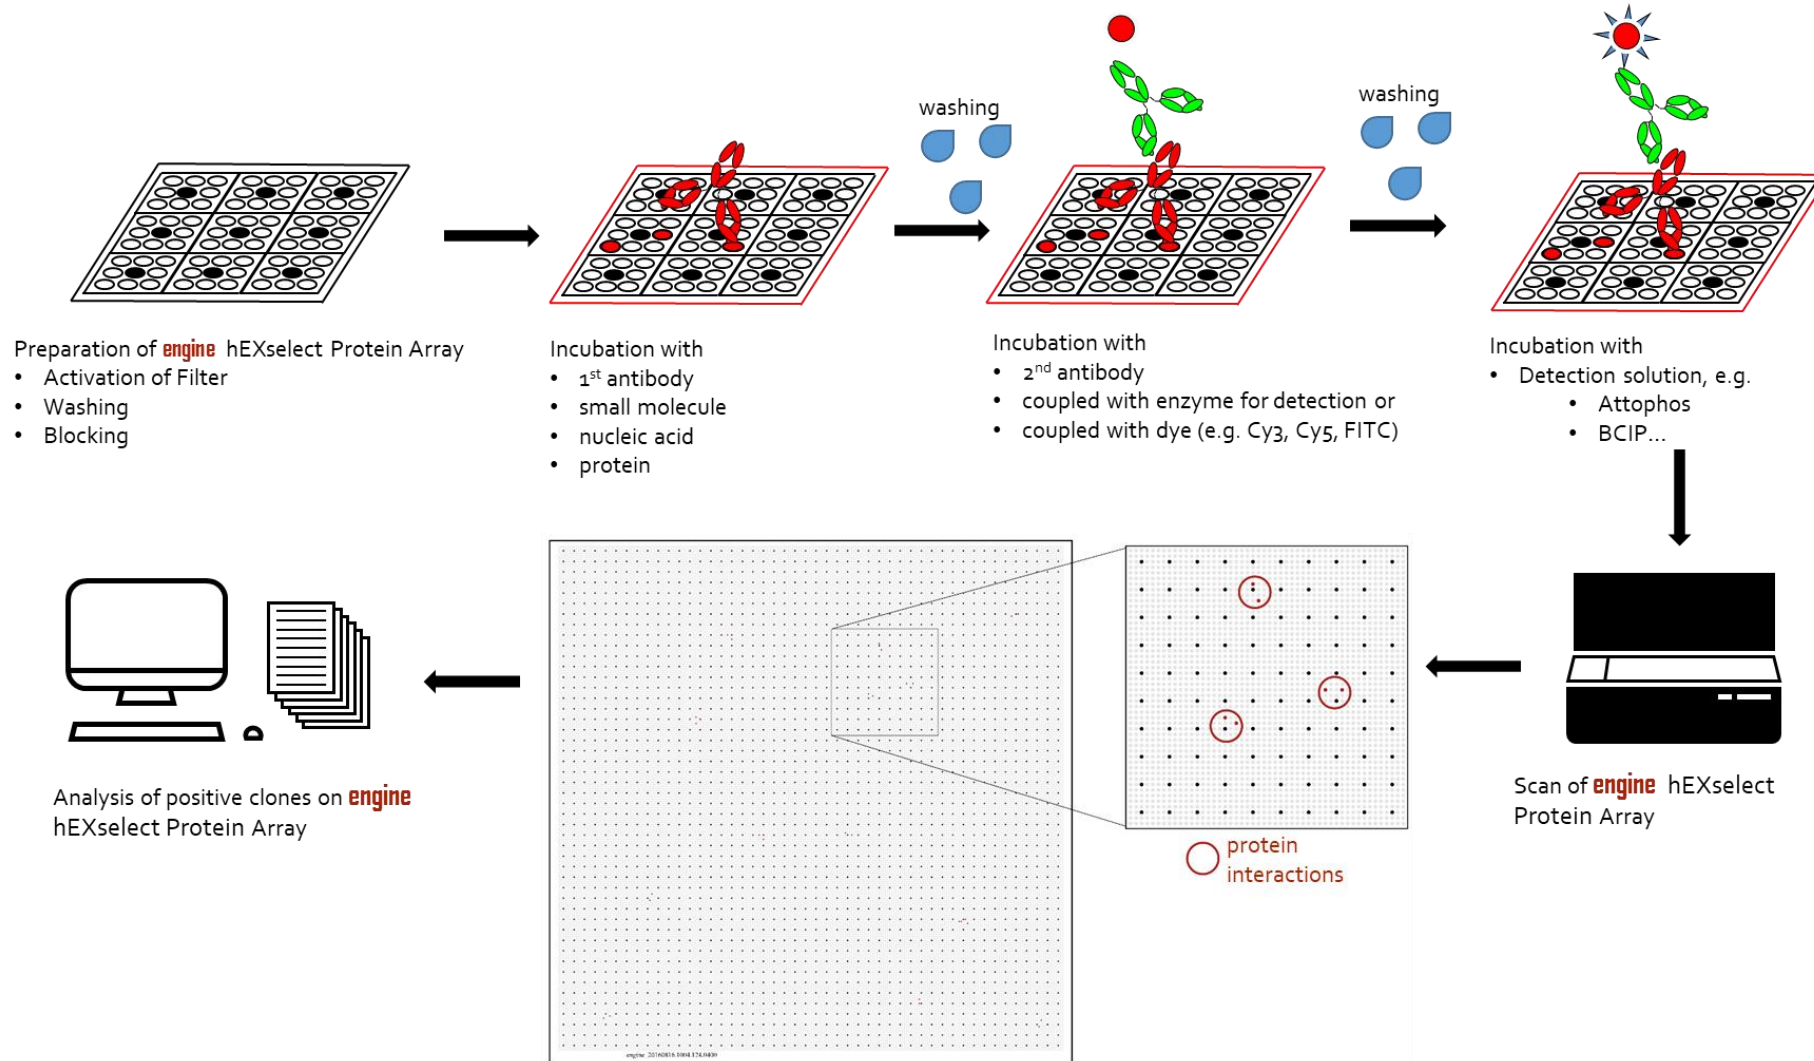 washing
washing
Preparation of engine hEXselect Protein Array
• Activation of Filter
• Washing
• Blocking
Incubation with
• 1st antibody
• small molecule
• nucleic acid
• protein
Incubation with
• 2nd antibody
• coupled with enzyme for detection or
• coupled with dye (e.g. Cy3, Cy5, FITC)
Incubation with
• Detection solution, e.g.
• Attophos
• BCIP...
Scan of engine hEXselect
Protein Array
protein
interactions
Analysis of positive clones on engine
hEXselect Protein Array